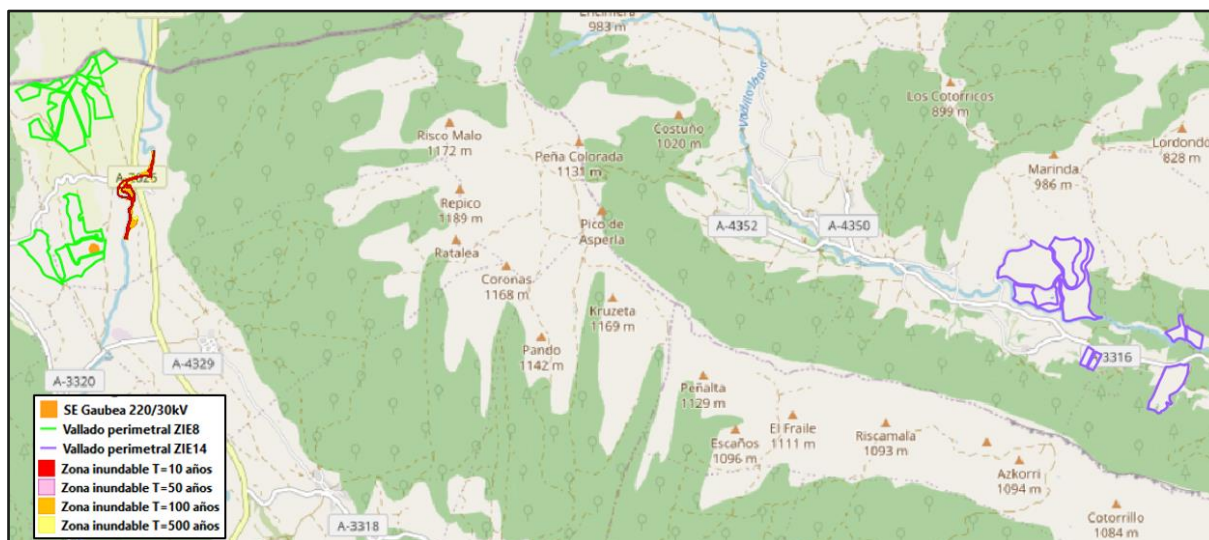 983 m
Los Cotorricos
899 m
Risco Malo
1172 m
Costuño
1020 m
Peña Colorada
1131 m
Lordondo
828 m
Marinda
986 m
Repico
1189 m
Pico de
Ratalea
A-4352
A-4350
Coronas
1168 m
Kruzeta
1169 m
Pando
1142 m
A-4329
A-3320
3316
Peñalta
1129 m
El Fraile
1111 m
Escaños
1096 m
Riscamala
1093 m
Azkorri
1094 m
Cotorrillo
1084 m
A-3318
SE Gaubea 220/30kV
Vallado perimetral ZIE8
Vallado perimetral ZIE14
Zona inundable T=10 años
Zona inundable T=50 años
Zona inundable T=100 años
Zona inundable T=500 años